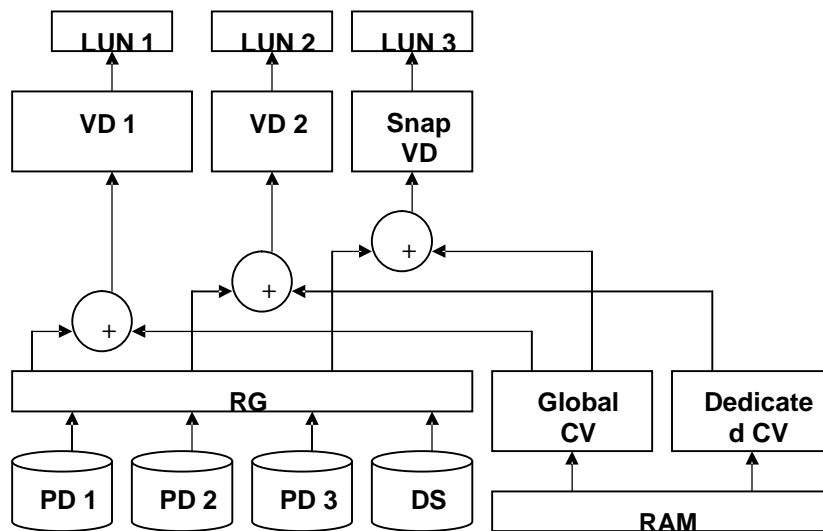 LUN 1
LUN 2
LUN 3
VD 1
VD 2
Snap
VD
+
+
+
RG
Global
CV
Dedicate
d CV
PD 1
PD 2
PD 3
DS
RAM